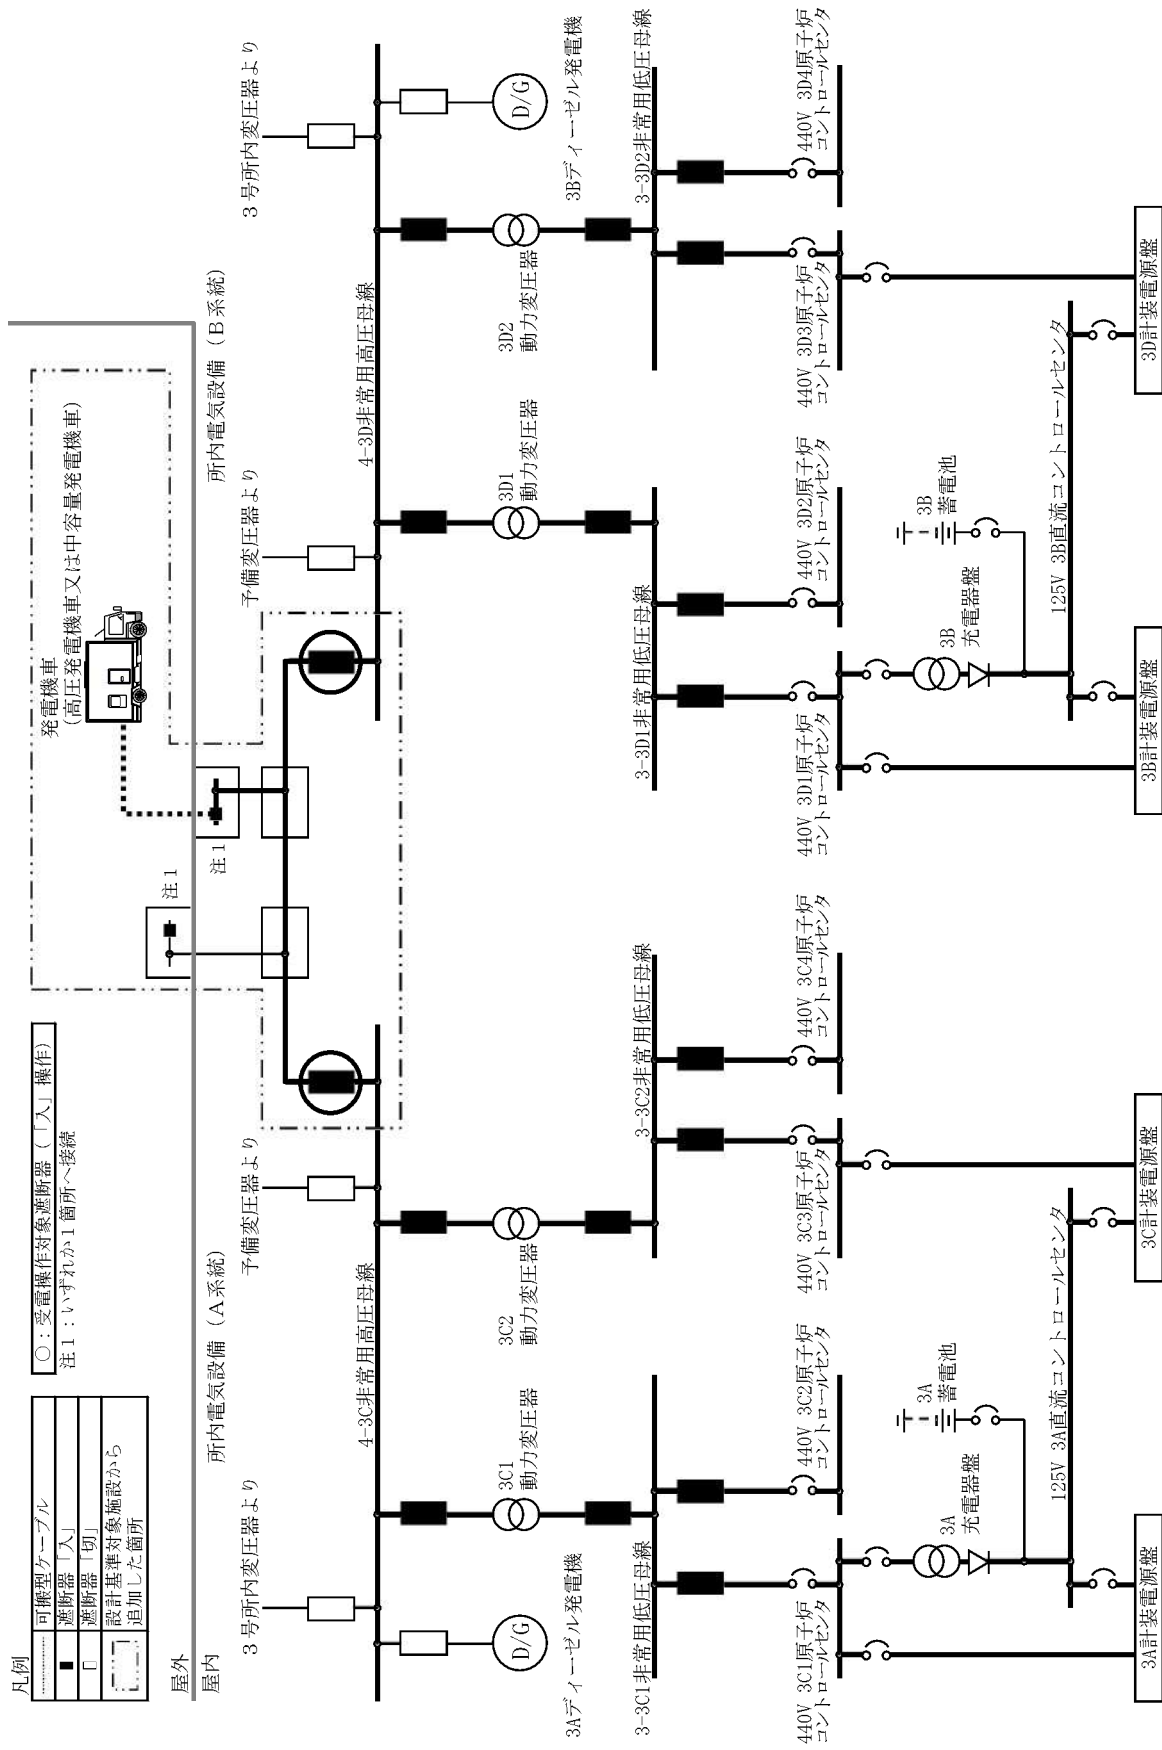 凡例
可搬型ケーブル
遮断器「入」
遮断器「切」
設計基準対象施設から
追加した箇所
○：受電操作対象遮断器（「入」操作）
注１：いずれか１箇所へ接続
発電機車
(高圧発電機車又は中容量発電機車)
屋外
屋内
注１
注１
所内電気設備（Ａ系統）
所内電気設備（Ｂ系統）
３号所内変圧器より
予備変圧器より
予備変圧器より
３号所内変圧器より
4-3C非常用高圧母線
4-3D非常用高圧母線
D/G
3Aディーゼル発電機
3C1
動力変圧器
3C2
動力変圧器
3D1
動力変圧器
3D2
動力変圧器
D/G
3Bディーゼル発電機
3-3C1非常用低圧母線
3-3C2非常用低圧母線
3-3D1非常用低圧母線
3-3D2非常用低圧母線
440V 3C1原子炉
コントロールセンタ
440V 3C2原子炉
コントロールセンタ
440V 3C3原子炉
コントロールセンタ
440V 3C4原子炉
コントロールセンタ
440V 3D1原子炉
コントロールセンタ
440V 3D2原子炉
コントロールセンタ
440V 3D3原子炉
コントロールセンタ
440V 3D4原子炉
コントロールセンタ
3A
充電器盤
3A
蓄電池
3B
充電器盤
3B
蓄電池
125V 3A直流コントロールセンタ
125V 3B直流コントロールセンタ
3A計装電源盤
3C計装電源盤
3B計装電源盤
3D計装電源盤